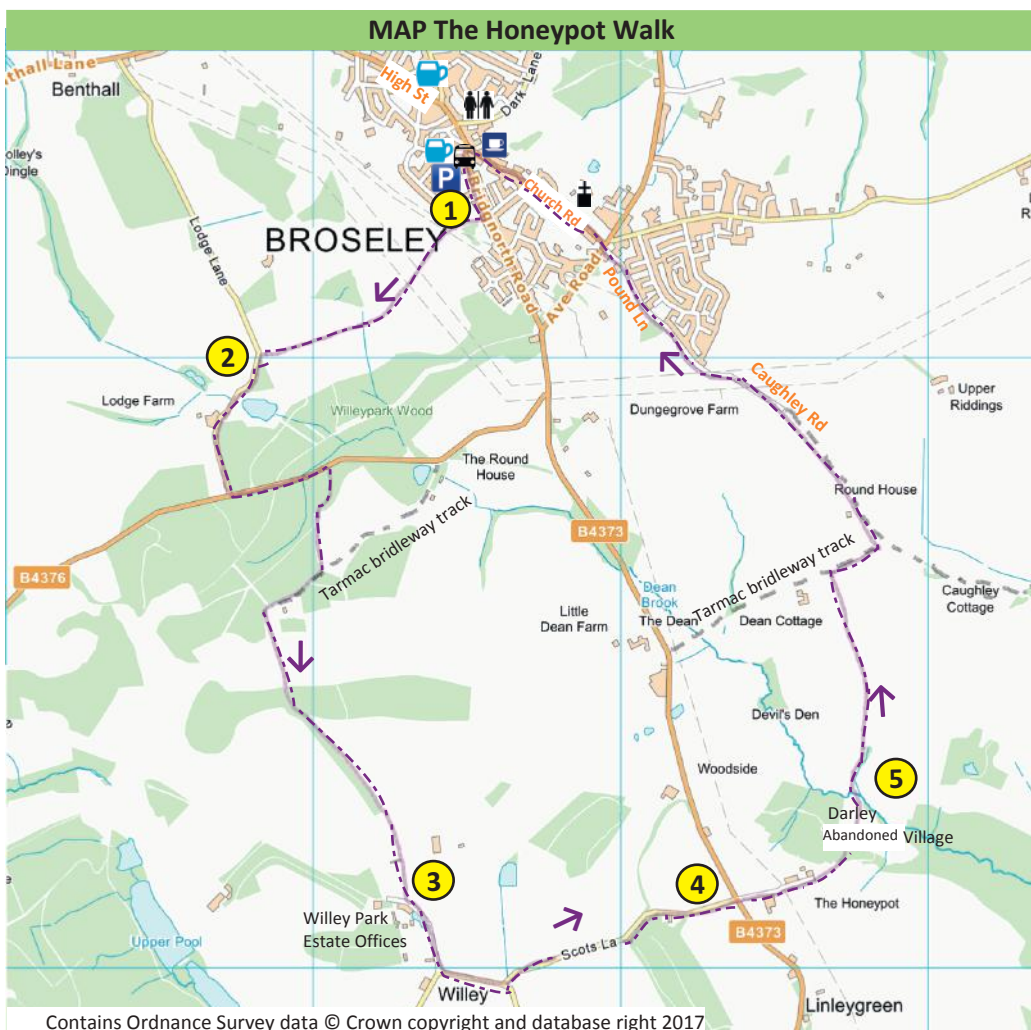 MAP The Honeypot Walk
nthall Lane
Benthall
High St
Dark Lane
olley's
Dingle
P
Church Rd
1
Bridgnorth Road
BROSELEY
Lodge Lane
Ave Road
Pound Ln
2
Lodge Farm
Willeypark Wood
Caughley Rd
Dungegrove Farm
Upper
Riddings
The Round
House
Round House
B4373
Tarmac bridleway track
B4376
Tarmac bridleway track
Dean
Brook
Caughley
Cottage
Little
Dean Farm
The Dean
Dean Cottage
Devil's Den
Woodside
5
Darley
Abandoned Village
3
4
Willey Park
Estate Offices
The Honeypot
B4373
Upper Pool
Scots La
Willey
Linleygreen
Contains Ordnance Survey data © Crown copyright and database right 2017